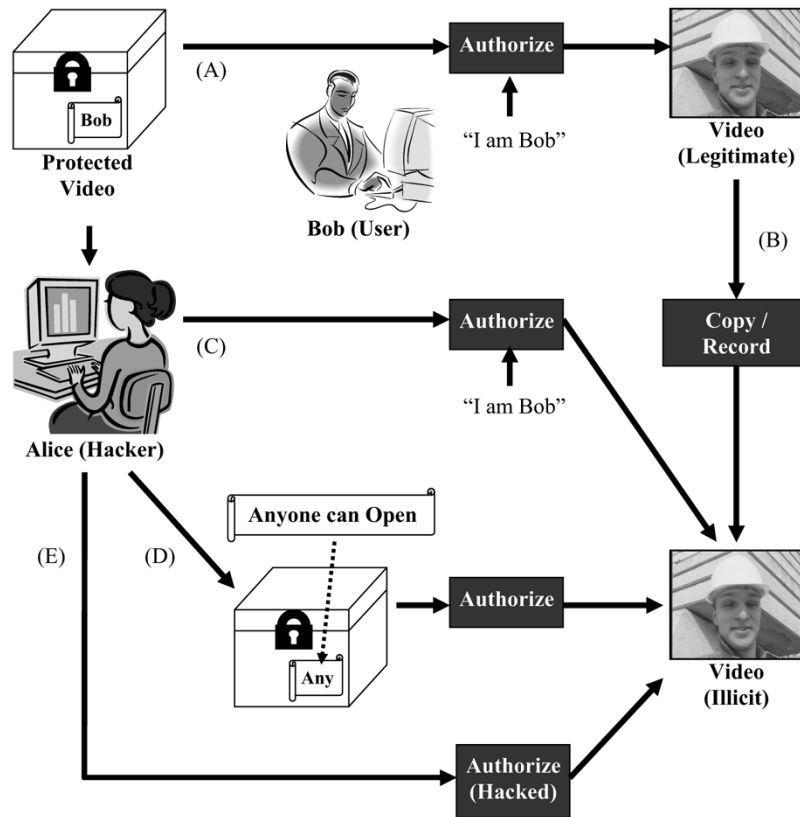 Bob
Protected
Video
(A)
Authorize
“I am Bob”
Bob (User)
Video
(Legitimate)
(B)
Copy /
Record
Alice (Hacker)
(C)
Authorize
“I am Bob”
(E)
(D)
Anyone can Open
Any
Authorize
Video
(Illicit)
Authorize
(Hacked)